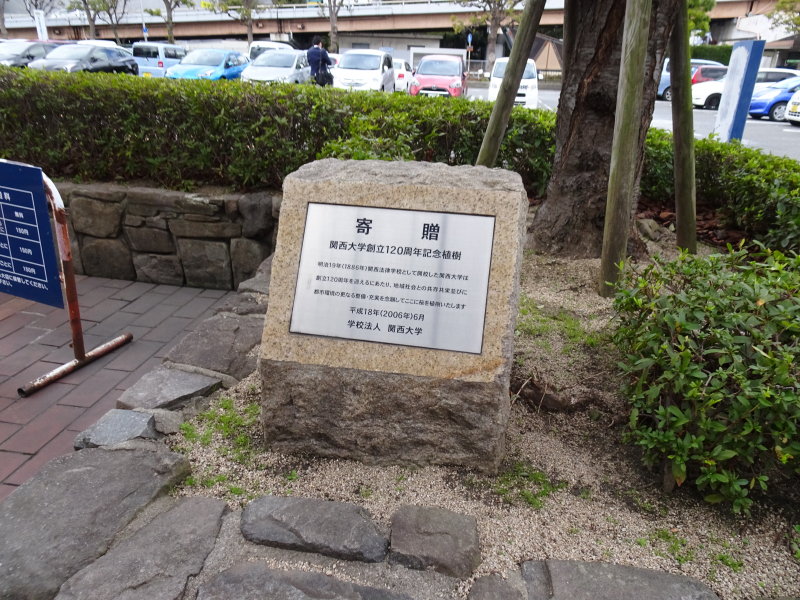 寄贈
関西大学創立120周年記念植樹
明治19年(1886年)関西法律学校として開校した関西大学は
創立120周年を迎えるにあたり、地域社会との共存共栄並びに
都市環境の更なる整備・充実を念願してここに桜を植樹いたします
平成18年(2006年)6月
学校法人 関西大学